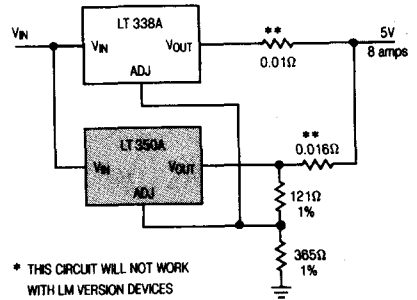 LT 338A
VIN
VIN
VOUT
ADJ
**
0.01Ω
5V
8 amps
LT 350A
VIN
VOUT
ADJ
**
0.016Ω
121Ω
1%
365Ω
1%
* THIS CIRCUIT WILL NOT WORK
WITH LM VERSION DEVICES